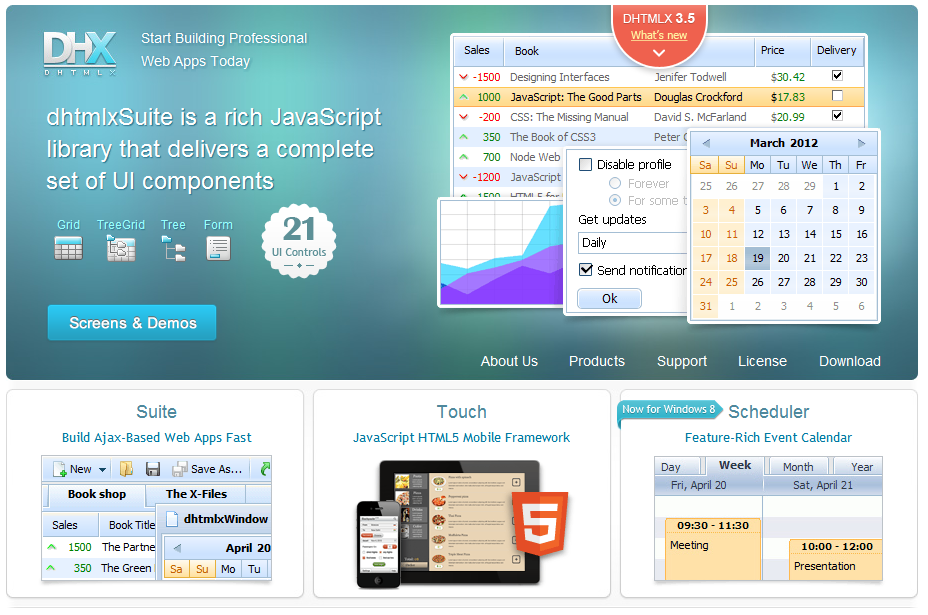 DHX
DHTMLX
Start Building Professional
Web Apps Today
dhtmlxSuite is a rich JavaScript
library that delivers a complete
set of UI components
Grid TreeGrid Tree Form
21
UI Controls
Screens & Demos
DHTMLX 3.5
What's new
Sales Book Price Delivery
-1500 Designing Interfaces Jenifer Todwell $30.42
1000 JavaScript: The Good Parts Douglas Crockford $17.83
-200 CSS: The Missing Manual David S. McFarland $20.99
350 The Book of CSS3 Peter
700 Node Web
-1200 JavaScript
1500 HTML5 for
Disable profile
Forever
For some t
Get updates
Daily
Send notification
Ok
March 2012
Sa Su Mo Tu We Th Fr
25 26 27 28 29 1 2
3 4 5 6 7 8 9
10 11 12 13 14 15 16
17 18 19 20 21 22 23
24 25 26 27 28 29 30
31 1 2 3 4 5 6
About Us Products Support License Download
Suite
Build Ajax-Based Web Apps Fast
New Save As...
Book shop The X-Files
Sales Book Title
1500 The Partne
350 The Green
dhtmlxWindow
April 20
Sa Su Mo Tu
Touch
JavaScript HTML5 Mobile Framework
5
Now for Windows 8
Scheduler
Feature-Rich Event Calendar
Day Week Month Year
Fri, April 20 Sat, April 21
09:30 - 11:30
Meeting
10:00 - 12:00
Presentation